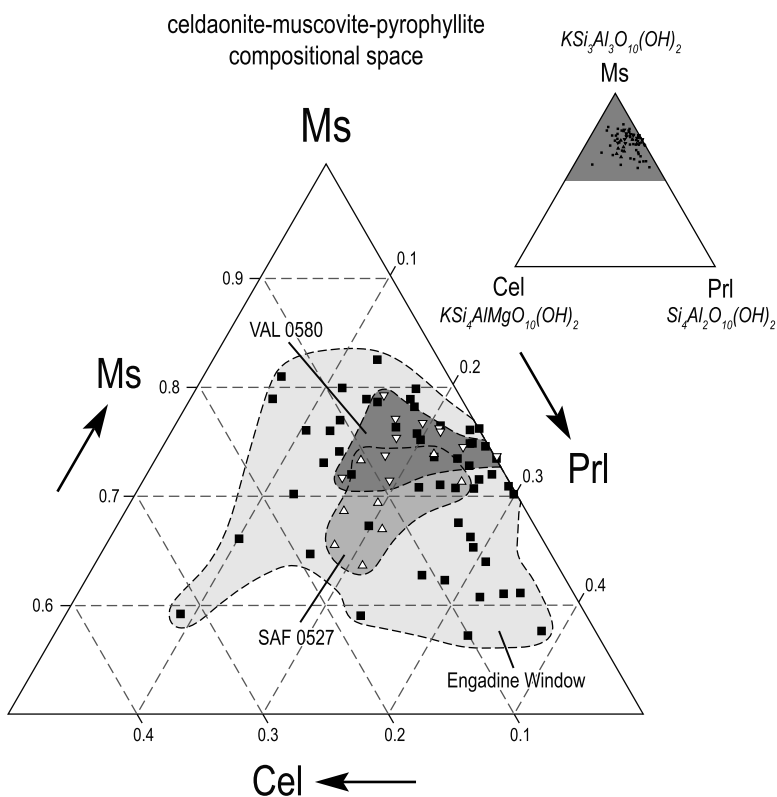 celdaonite-muscovite-pyrophyllite
compositional space
KSi3Al3O10(OH)2
Ms
Cel
Prl
KSi4AlMgO10(OH)2
Si4Al2O10(OH)2
Ms
0.1
0.9
VAL 0580
Ms
0.8
0.2
Prl
0.7
0.3
0.6
0.4
SAF 0527
Engadine Window
0.4
0.3
0.2
0.1
Cel